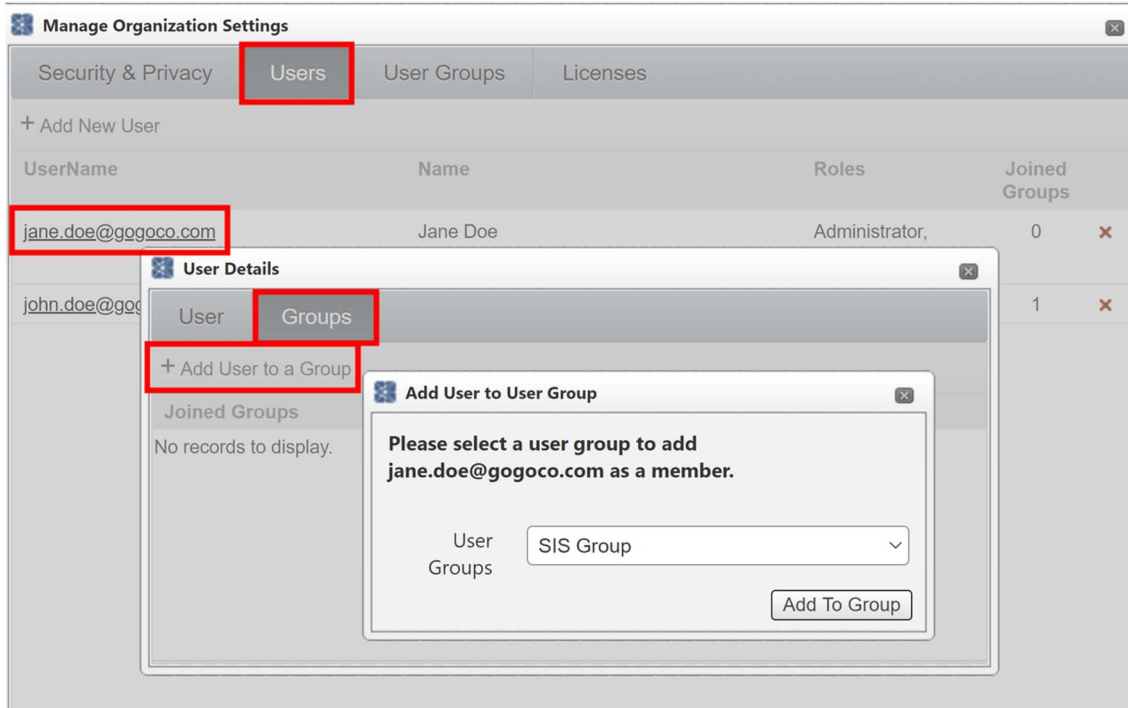 Manage Organization Settings
Security & Privacy Users User Groups Licenses
+ Add New User
UserName Name Roles Joined Groups
jane.doe@gogoco.com Jane Doe Administrator, 0
User Details
john.doe@gog 1
User Groups
+ Add User to a Group
Add User to User Group
Joined Groups
No records to display.
Please select a user group to add
jane.doe@gogoco.com as a member.
User Groups
SIS Group
Add To Group